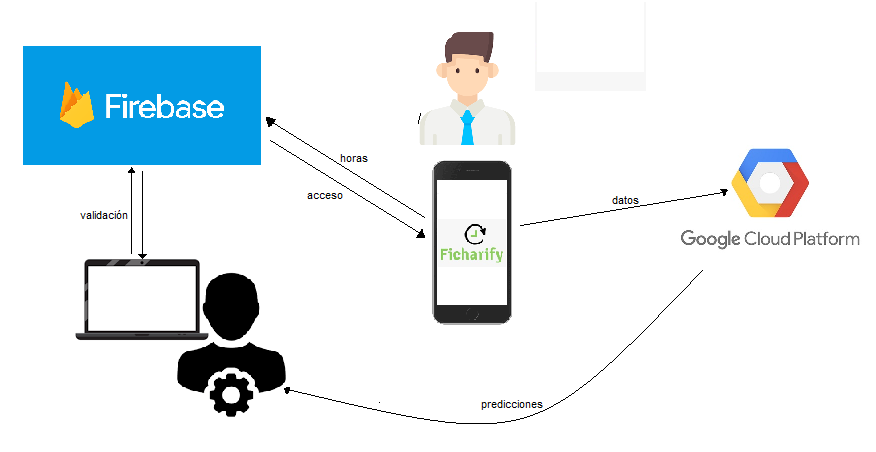 Firebase
horas
acceso
validación
datos
Google Cloud Platform
Ficharify
predicciones